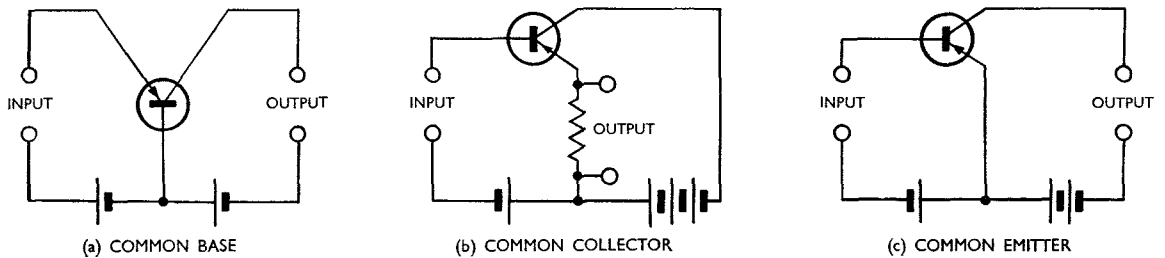 INPUT
OUTPUT
(a) COMMON BASE
INPUT
OUTPUT
(b) COMMON COLLECTOR
INPUT
OUTPUT
(c) COMMON EMITTER